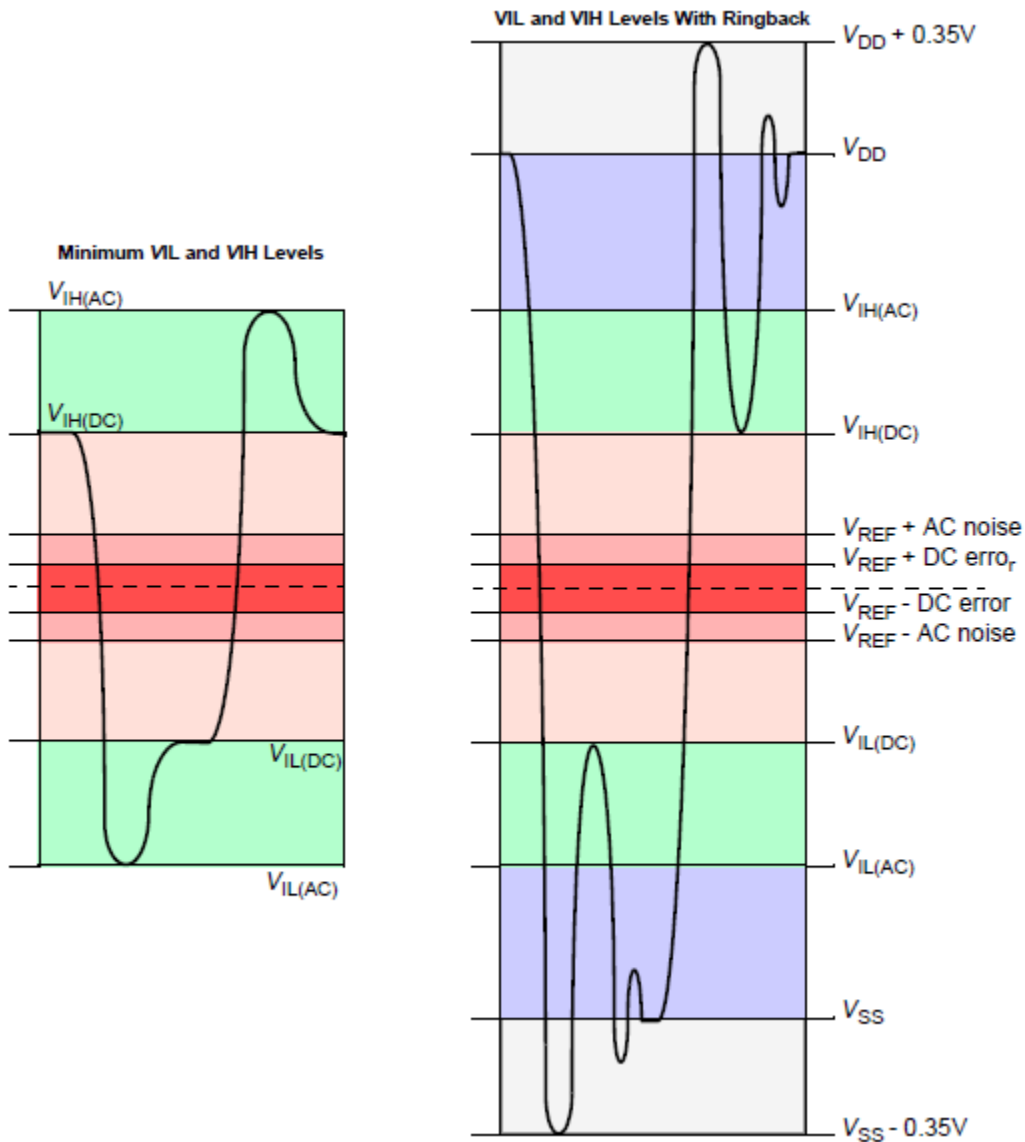 VIL and VIH Levels With Ringback
VDD + 0.35V
VDD
Minimum VIL and VIH Levels
VIH(AC)
VIH(AC)
VIH(DC)
VIH(DC)
VREF + AC noise
VREF + DC error
VREF - DC error
VREF - AC noise
VIL(DC)
VIL(DC)
VIL(AC)
VIL(AC)
VSS
VSS - 0.35V